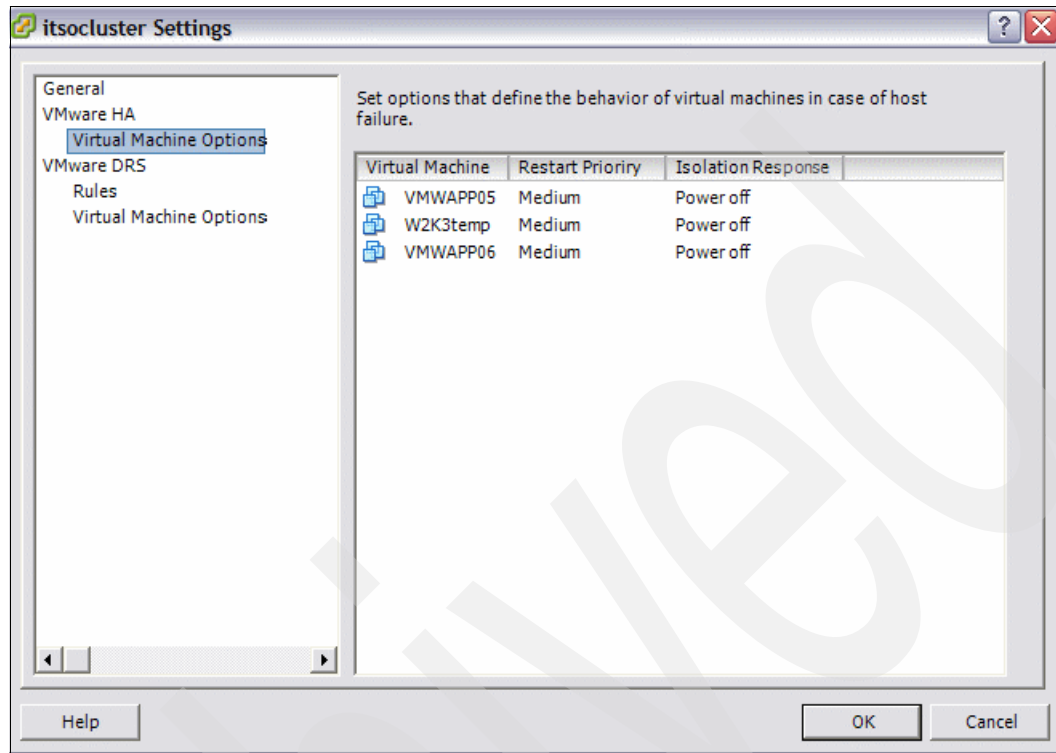 itsocluster Settings
General
VMware HA
Virtual Machine Options
VMware DRS
Rules
Virtual Machine Options
Set options that define the behavior of virtual machines in case of host
failure.
Virtual Machine Restart Prioriry Isolation Response
VMWAPP05 Medium Power off
W2K3temp Medium Power off
VMWAPP06 Medium Power off
Help OK Cancel